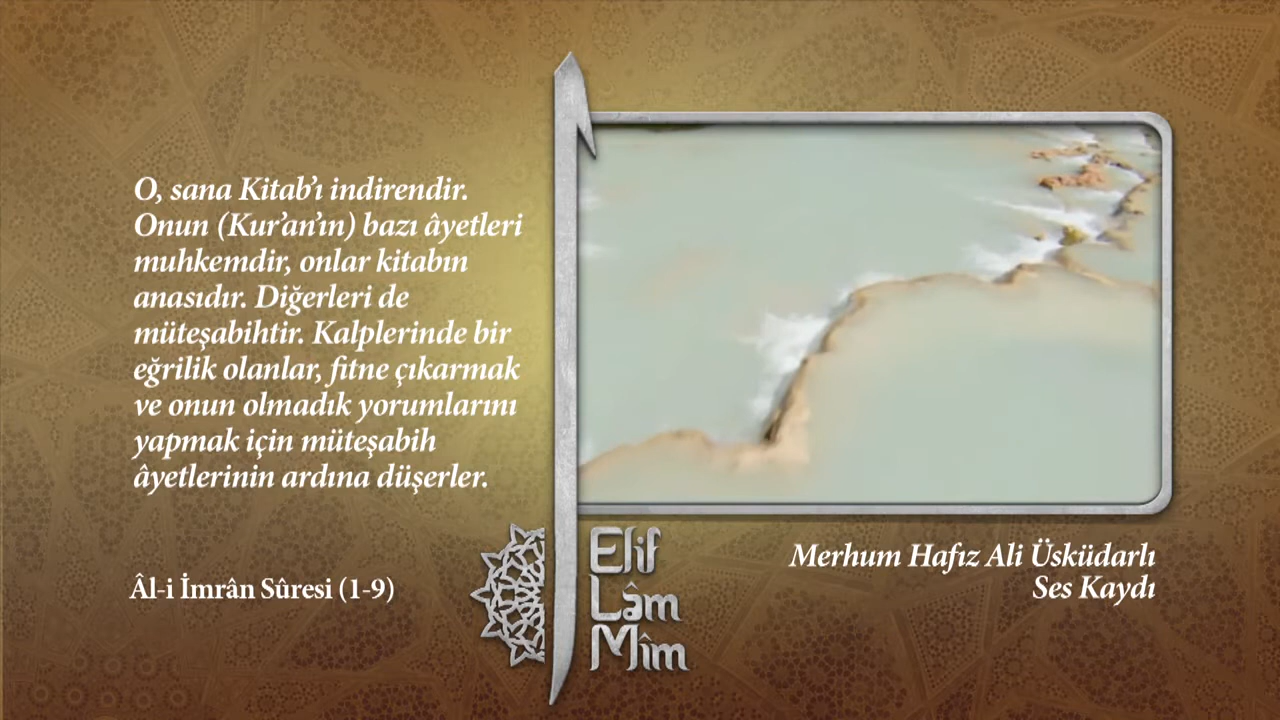 O, sana Kitab’ı indirendir.
Onun (Kur’an’ın) bazı âyetleri
muhkemdir, onlar kitabın
anasıdır. Diğerleri de
müteşabihtir. Kalplerinde bir
eğrilik olanlar, fitne çıkarmak
ve onun olmadık yorumlarını
yapmak için müteşabih
âyetlerinin ardına düşerler.
Âl-i İmrân Sûresi (1-9)
Elif
Lâm
Mîm
Merhum Hafız Ali Üsküdarlı
Ses Kaydı